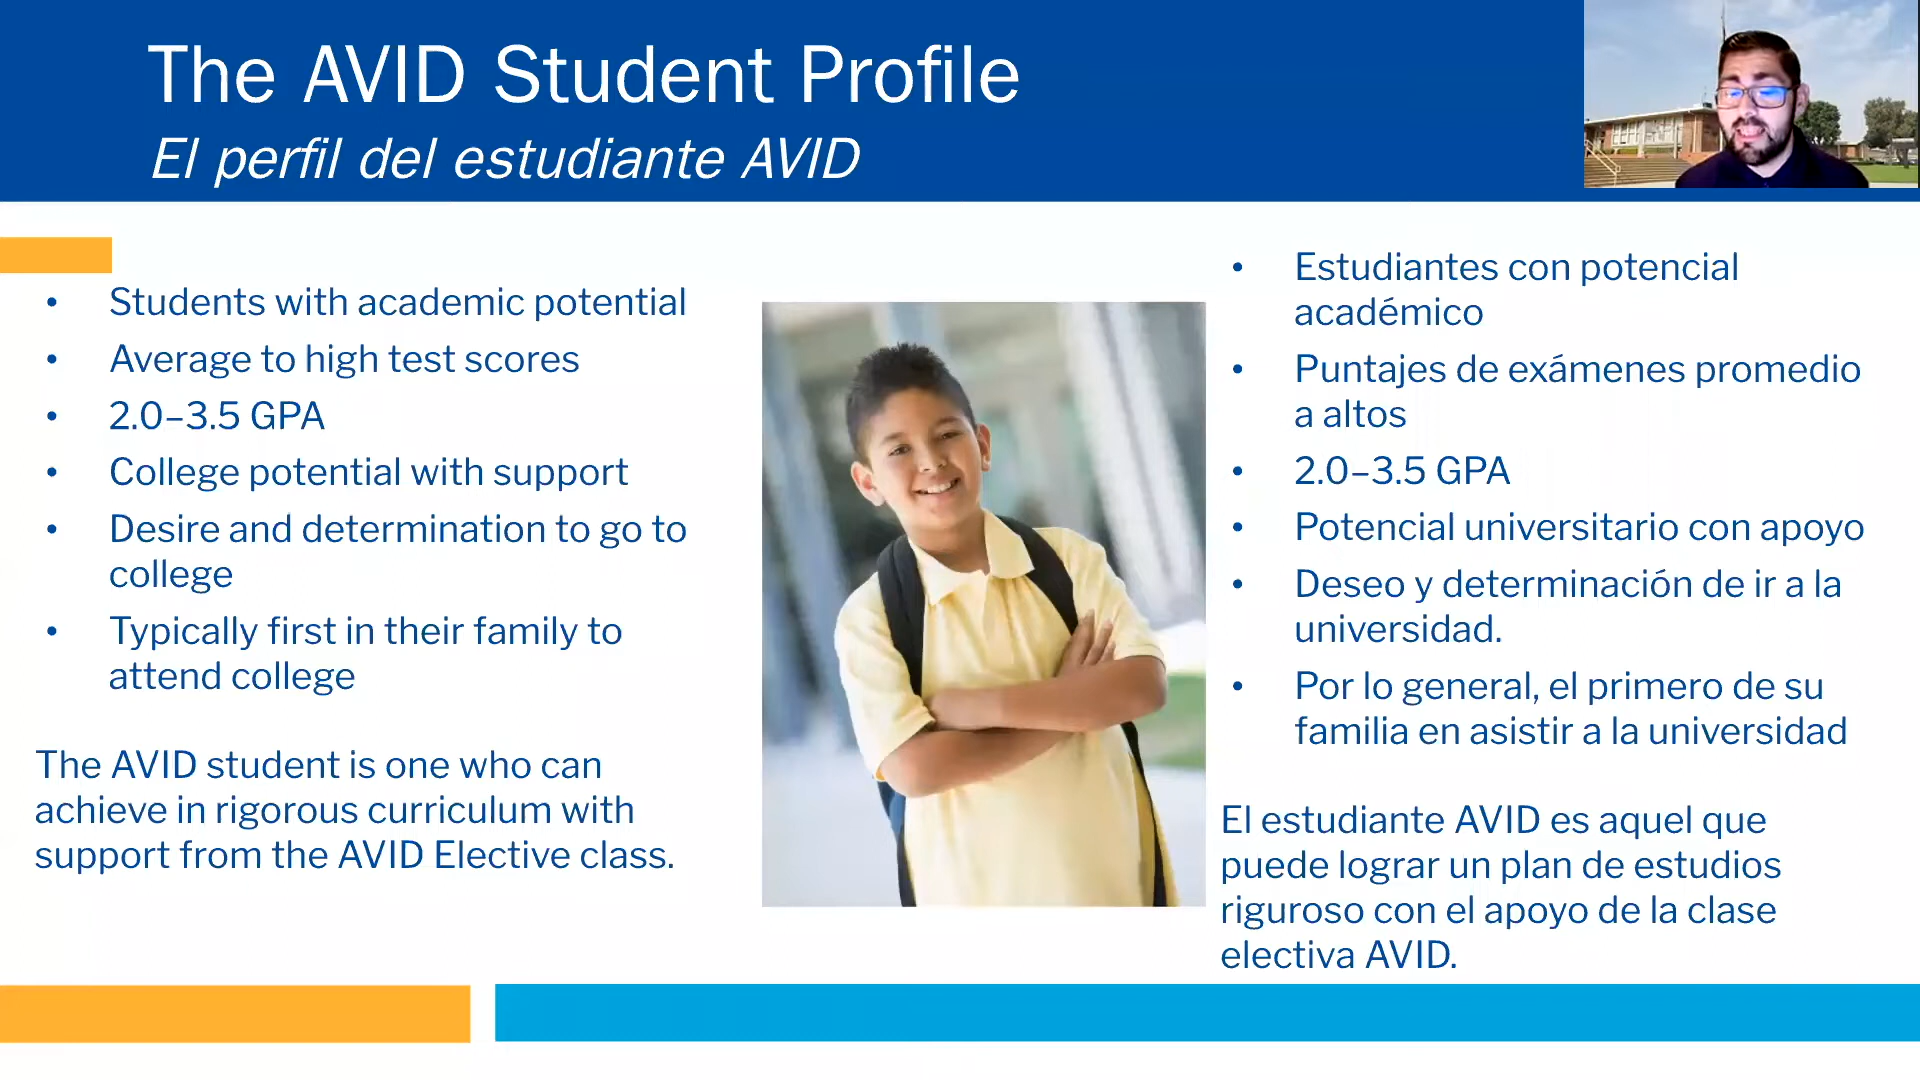 The AVID Student Profile
El perfil del estudiante AVID
• Students with academic potential
• Average to high test scores
• 2.0–3.5 GPA
• College potential with support
• Desire and determination to go to
college
• Typically first in their family to
attend college
The AVID student is one who can
achieve in rigorous curriculum with
support from the AVID Elective class.
• Estudiantes con potencial
académico
• Puntajes de exámenes promedio
a altos
• 2.0–3.5 GPA
• Potencial universitario con apoyo
• Deseo y determinación de ir a la
universidad.
• Por lo general, el primero de su
familia en asistir a la universidad
El estudiante AVID es aquel que
puede lograr un plan de estudios
riguroso con el apoyo de la clase
electiva AVID.